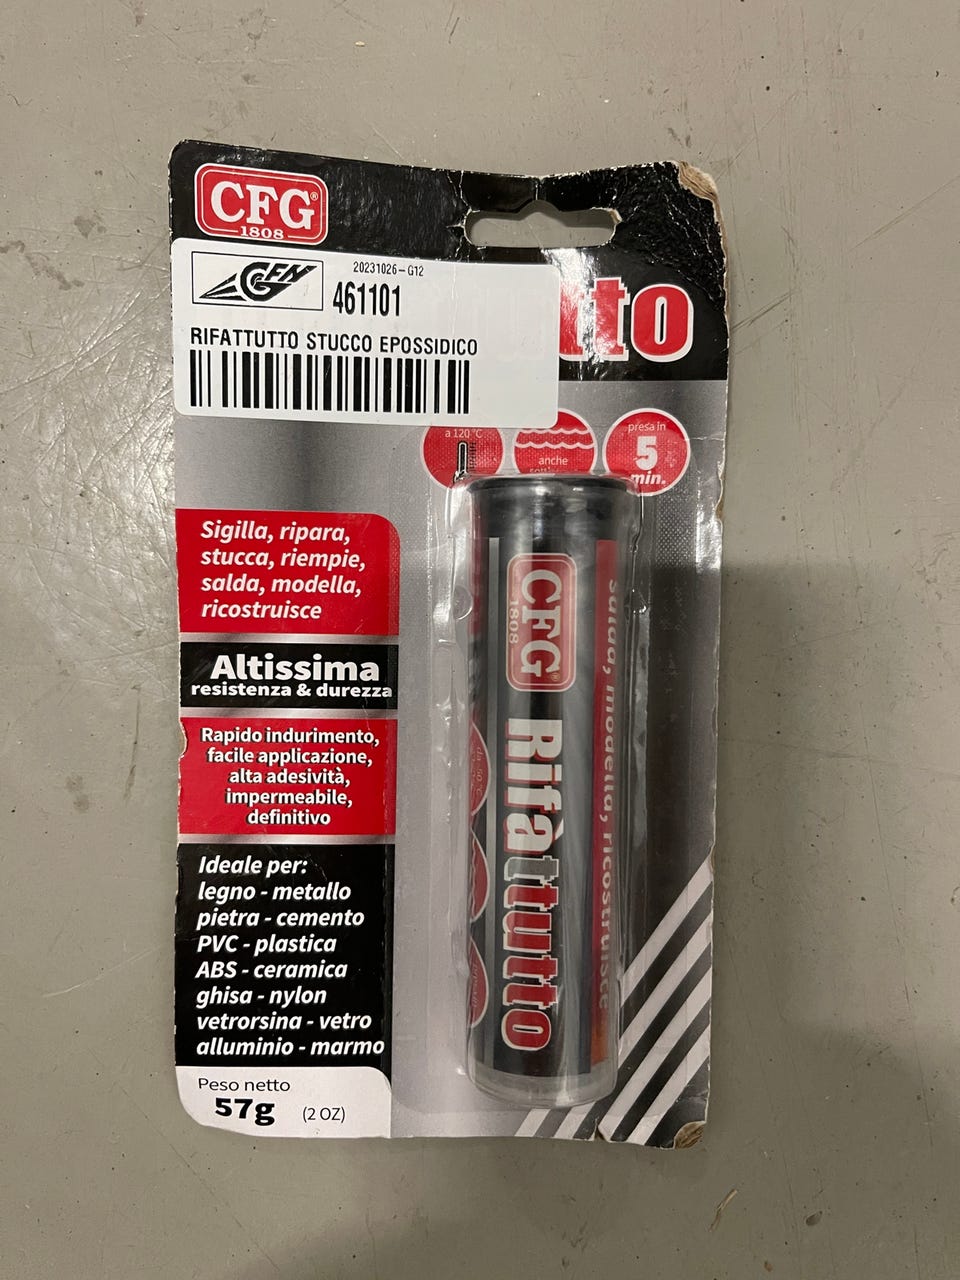 CFG®
1808
20231026-G12
GFN
461101
RIFATTUTTO STUCCO EPOSSIDICO
tto
a 120 °C
anche
presa in
5
min.
Sigilla, ripara,
stucca, riempie,
salda, modella,
ricostruisce
Altissima
resistenza & durezza
Rapido indurimento,
facile applicazione,
alta adesività,
impermeabile,
definitivo
Ideale per:
legno - metallo
pietra - cemento
PVC - plastica
ABS - ceramica
ghisa - nylon
vetrorsina - vetro
alluminio - marmo
Peso netto
57g (2 OZ)
CFG®
1808
Rifàttutto
salda, modella, ricostruisce